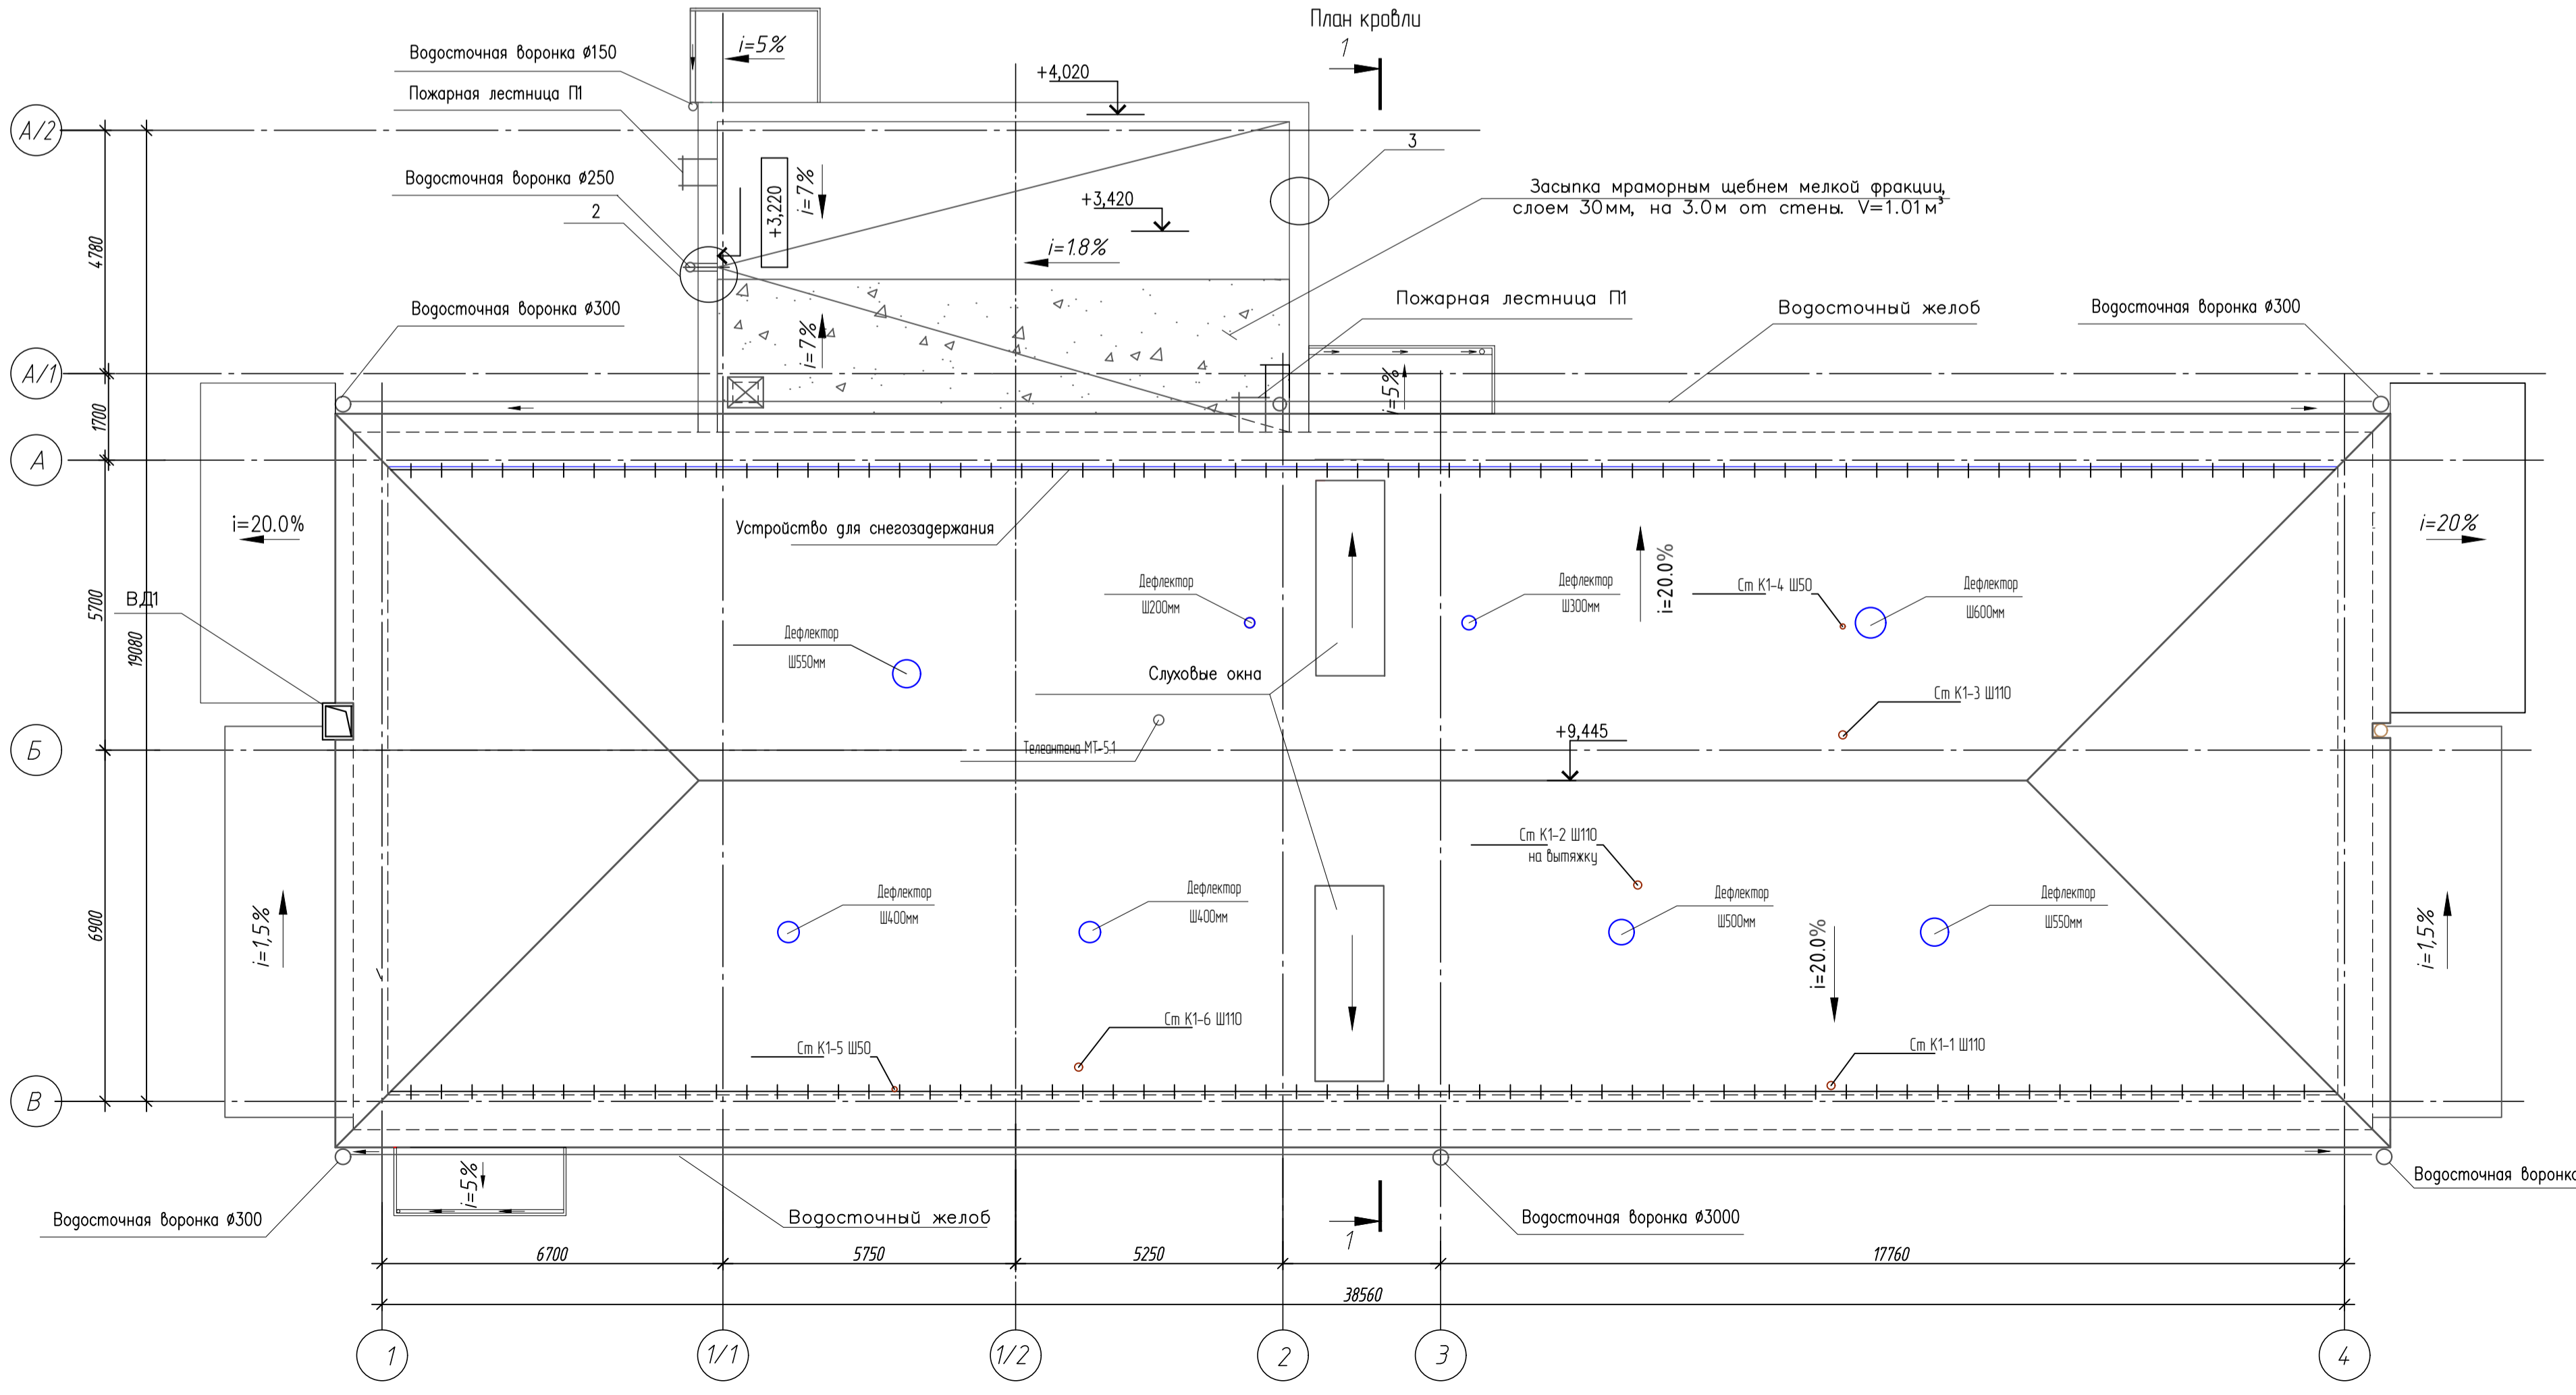 План кровли
1
Водосточная воронка ø150
i=5%
+4,020
Пожарная лестница П1
А/2
3
Водосточная воронка ø250
+3,220
i=7%
+3,420
Засыпка мраморным щебнем мелкой фракции,
слоем 30мм, на 3.0м от стены. V=1.01м³
2
4780
i=1.8%
Водосточная воронка ø300
Пожарная лестница П1
Водосточный желоб
Водосточная воронка ø300
i=7%
А/1
i=5%
1700
А
i=20.0%
Устройство для снегозадержания
i=20%
ВД1
5700
19080
Дефлектор
Ш200мм
Дефлектор
Ш300мм
i=20.0%
Ст К1-4 Ш50
Дефлектор
Ш600мм
Дефлектор
Ш550мм
Слуховые окна
Ст К1-3 Ш110
Б
Телеантена МТ-5.1
+9,445
Ст К1-2 Ш110
на вытяжку
6900
i=1,5%
Дефлектор
Ш400мм
Дефлектор
Ш400мм
Дефлектор
Ш500мм
Дефлектор
Ш550мм
i=20.0%
i=1,5%
Ст К1-5 Ш50
Ст К1-6 Ш110
Ст К1-1 Ш110
В
i=5%
Водосточная воронка
Водосточная воронка ø300
Водосточный желоб
1
Водосточная воронка ø3000
6700
5750
5250
17760
38560
1
1/1
1/2
2
3
4